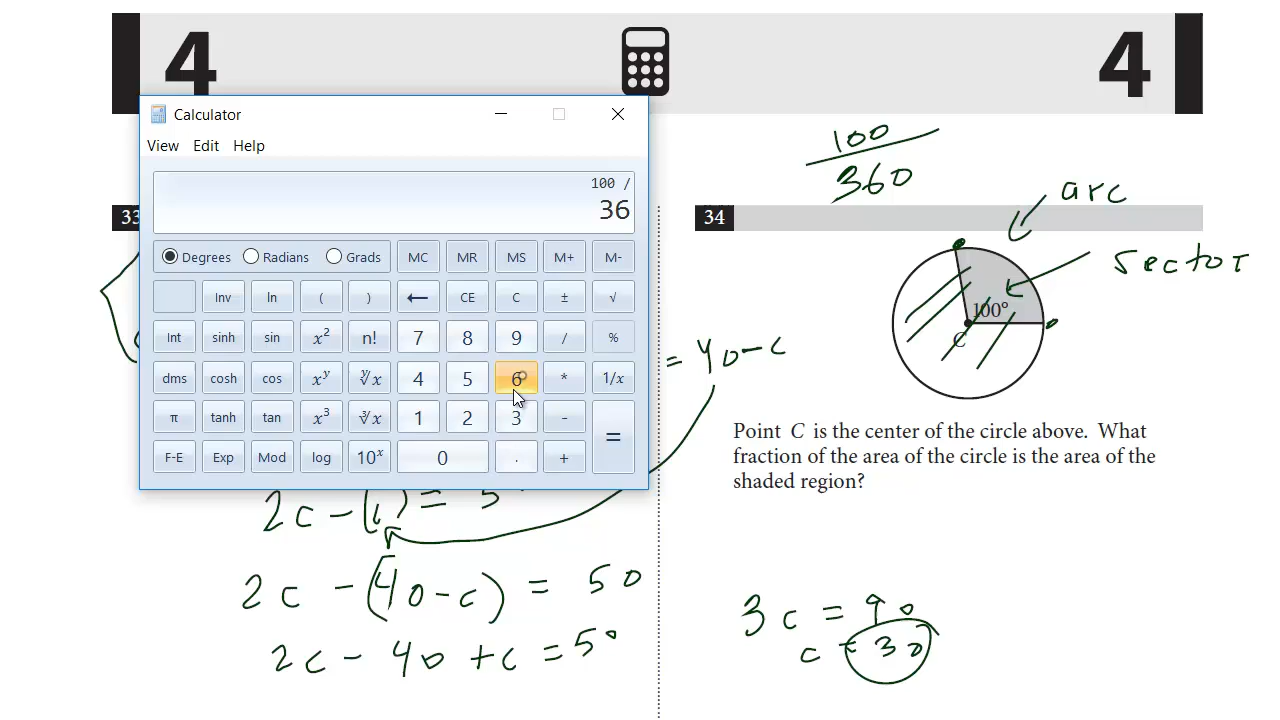 4
4
Calculator
View Edit Help
100 /
36
Degrees Radians Grads MC MR MS M+ M-
Inv ln ( ) ← CE C ± √
Int sinh sin x² n! 7 8 9 / %
dms cosh cos xʸ ʸ√x 4 5 6 * 1/x
π tanh tan x³ ³√x 1 2 3 - =
F-E Exp Mod log 10ˣ 0 . +
33
= 40-c
2c - (i) = 5
2c - (40-c) = 50
2c - 40 + c = 50
100
360
34
arc
sector
100°
C
Point C is the center of the circle above. What
fraction of the area of the circle is the area of the
shaded region?
3c = 90
c = 30